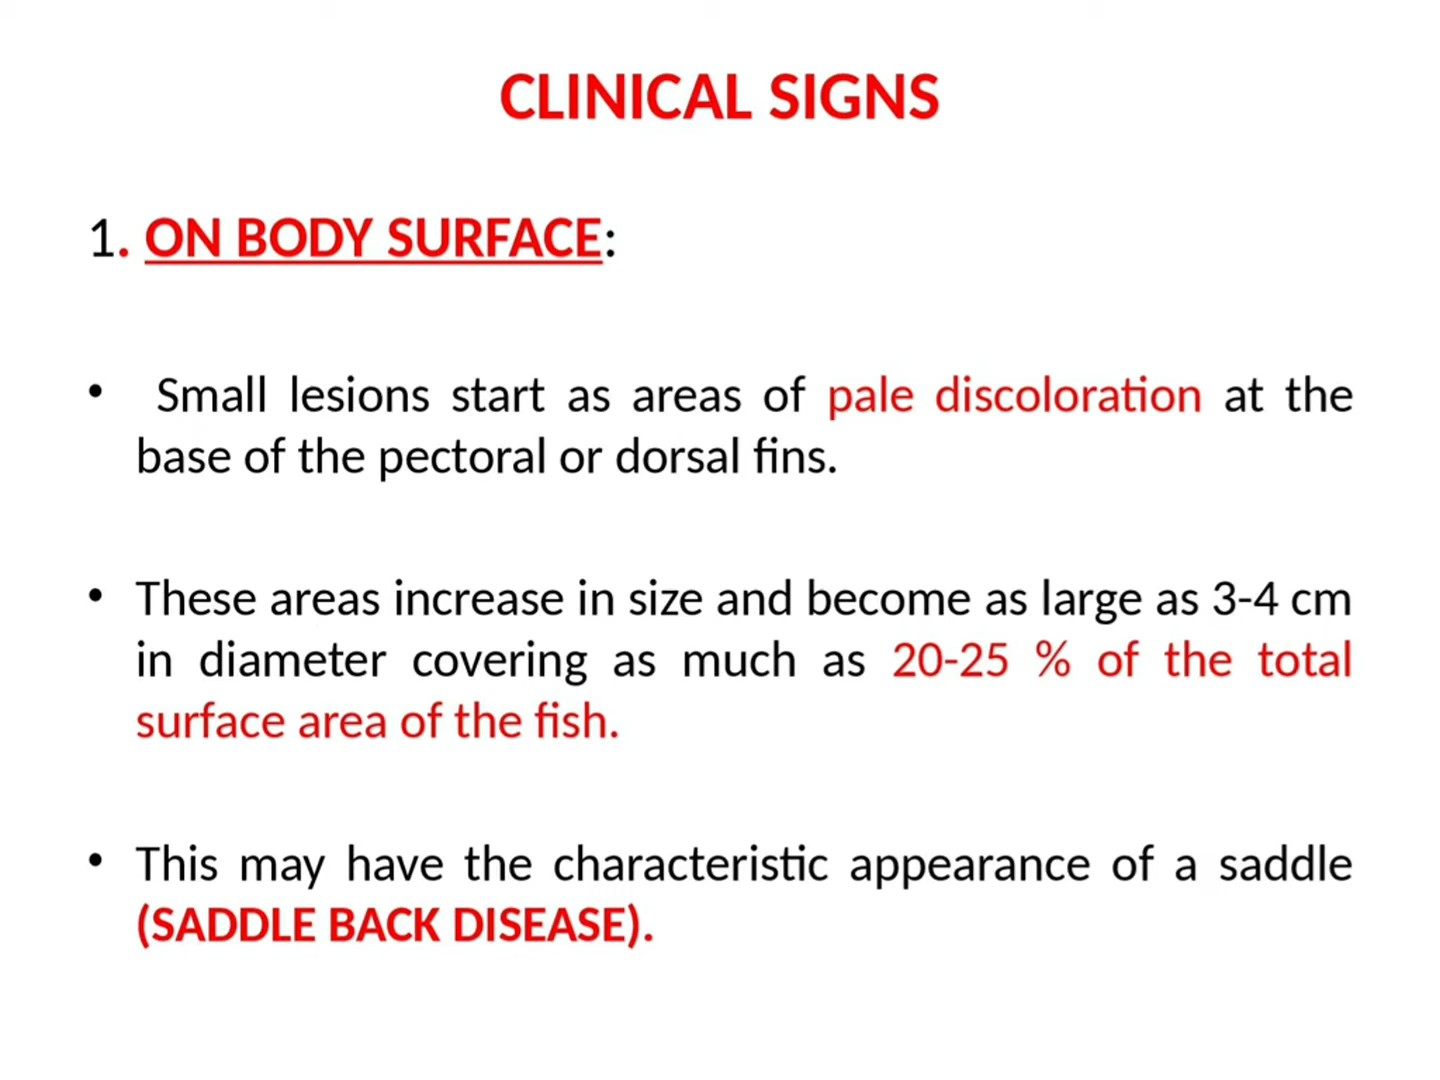 CLINICAL SIGNS
1. ON BODY SURFACE:
• Small lesions start as areas of pale discoloration at the
base of the pectoral or dorsal fins.
• These areas increase in size and become as large as 3-4 cm
in diameter covering as much as 20-25 % of the total
surface area of the fish.
• This may have the characteristic appearance of a saddle
(SADDLE BACK DISEASE).